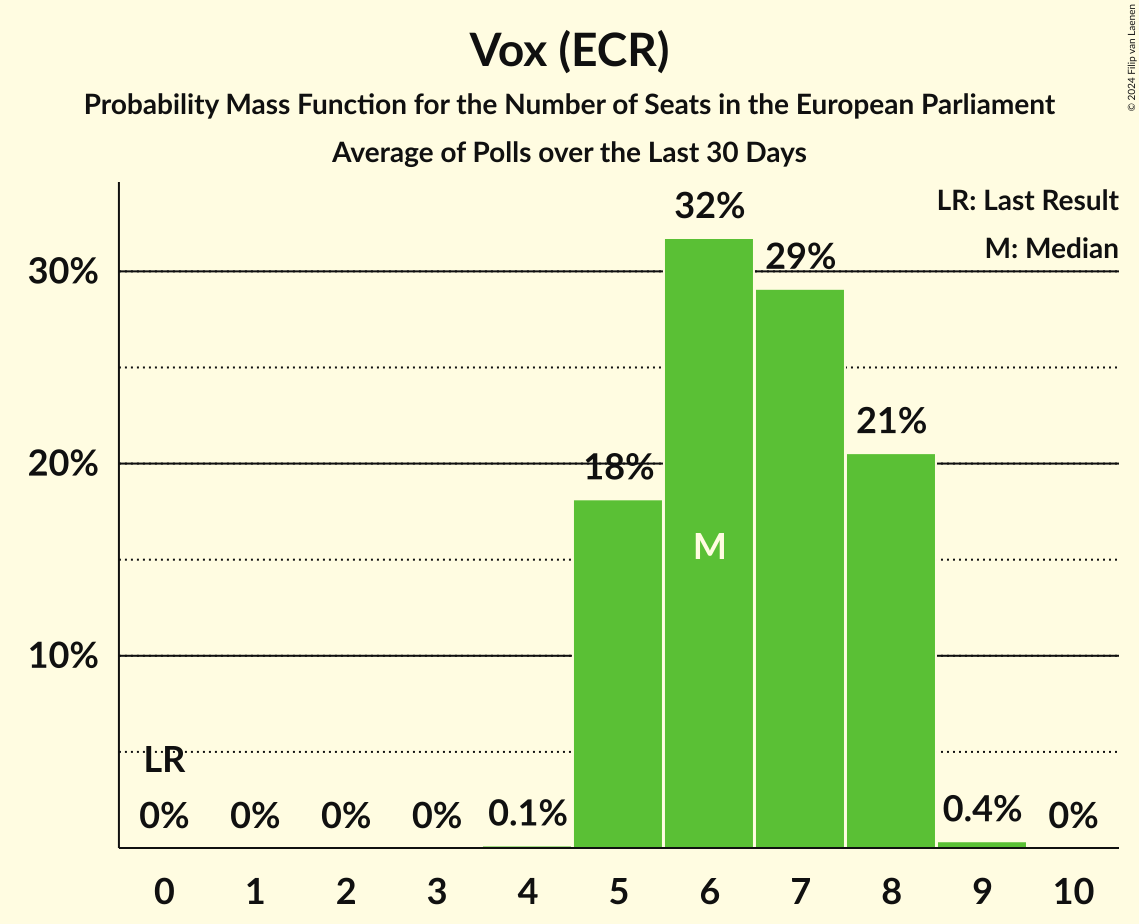 Vox (ECR)
Probability Mass Function for the Number of Seats in the European Parliament
Average of Polls over the Last 30 Days
© 2024 Filip van Laenen
LR: Last Result
M: Median
30%
20%
10%
LR
0%
0%
0%
0%
0.1%
18%
32%
M
29%
21%
0.4%
0%
0 1 2 3 4 5 6 7 8 9 10